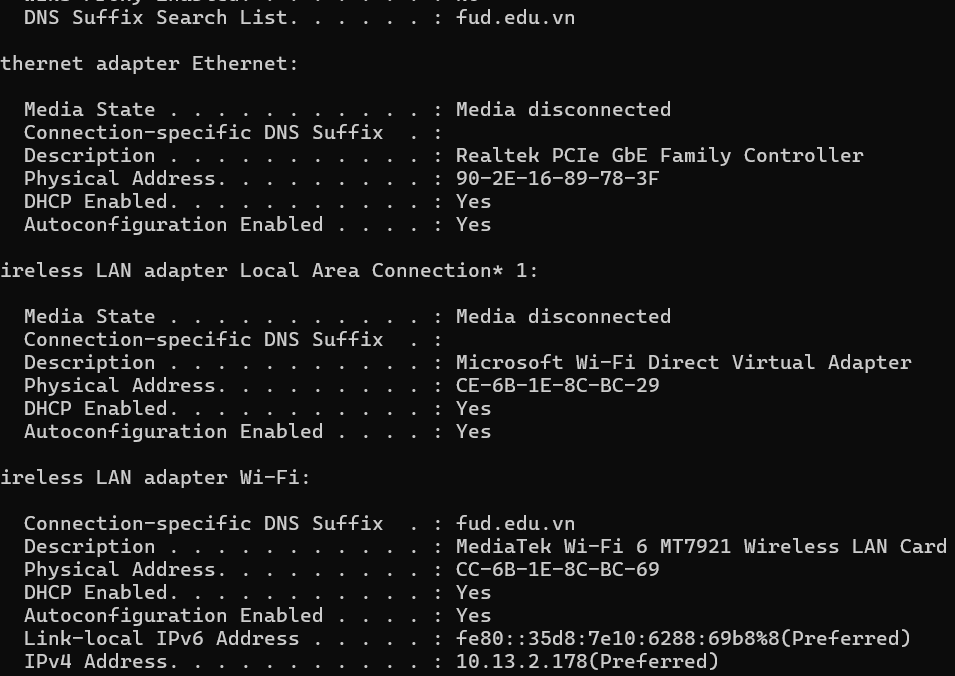 DNS Suffix Search List. . . . . . : fud.edu.vn
thernet adapter Ethernet:
Media State . . . . . . . . . . . : Media disconnected
Connection-specific DNS Suffix  . :
Description . . . . . . . . . . . : Realtek PCIe GbE Family Controller
Physical Address. . . . . . . . . : 90-2E-16-89-78-3F
DHCP Enabled. . . . . . . . . . . : Yes
Autoconfiguration Enabled . . . . : Yes
ireless LAN adapter Local Area Connection* 1:
Media State . . . . . . . . . . . : Media disconnected
Connection-specific DNS Suffix  . :
Description . . . . . . . . . . . : Microsoft Wi-Fi Direct Virtual Adapter
Physical Address. . . . . . . . . : CE-6B-1E-8C-BC-29
DHCP Enabled. . . . . . . . . . . : Yes
Autoconfiguration Enabled . . . . : Yes
ireless LAN adapter Wi-Fi:
Connection-specific DNS Suffix  . : fud.edu.vn
Description . . . . . . . . . . . : MediaTek Wi-Fi 6 MT7921 Wireless LAN Card
Physical Address. . . . . . . . . : CC-6B-1E-8C-BC-69
DHCP Enabled. . . . . . . . . . . : Yes
Autoconfiguration Enabled . . . . : Yes
Link-local IPv6 Address . . . . . : fe80::35d8:7e10:6288:69b8%8(Preferred)
IPv4 Address. . . . . . . . . . . : 10.13.2.178(Preferred)